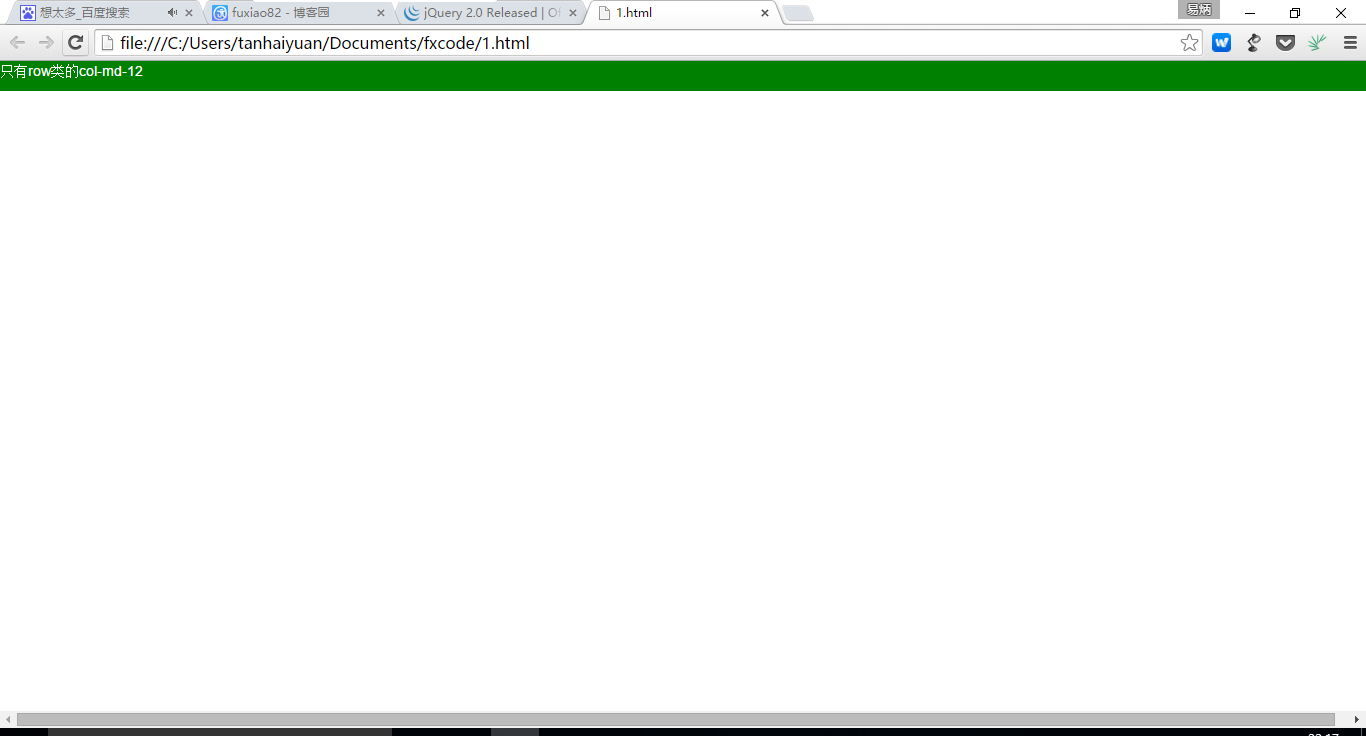 想太多_百度搜索
fuxiao82 - 博客园
jQuery 2.0 Released | Of
1.html
易炳
file:///C:/Users/tanhaiyuan/Documents/fxcode/1.html
只有row类的col-md-12